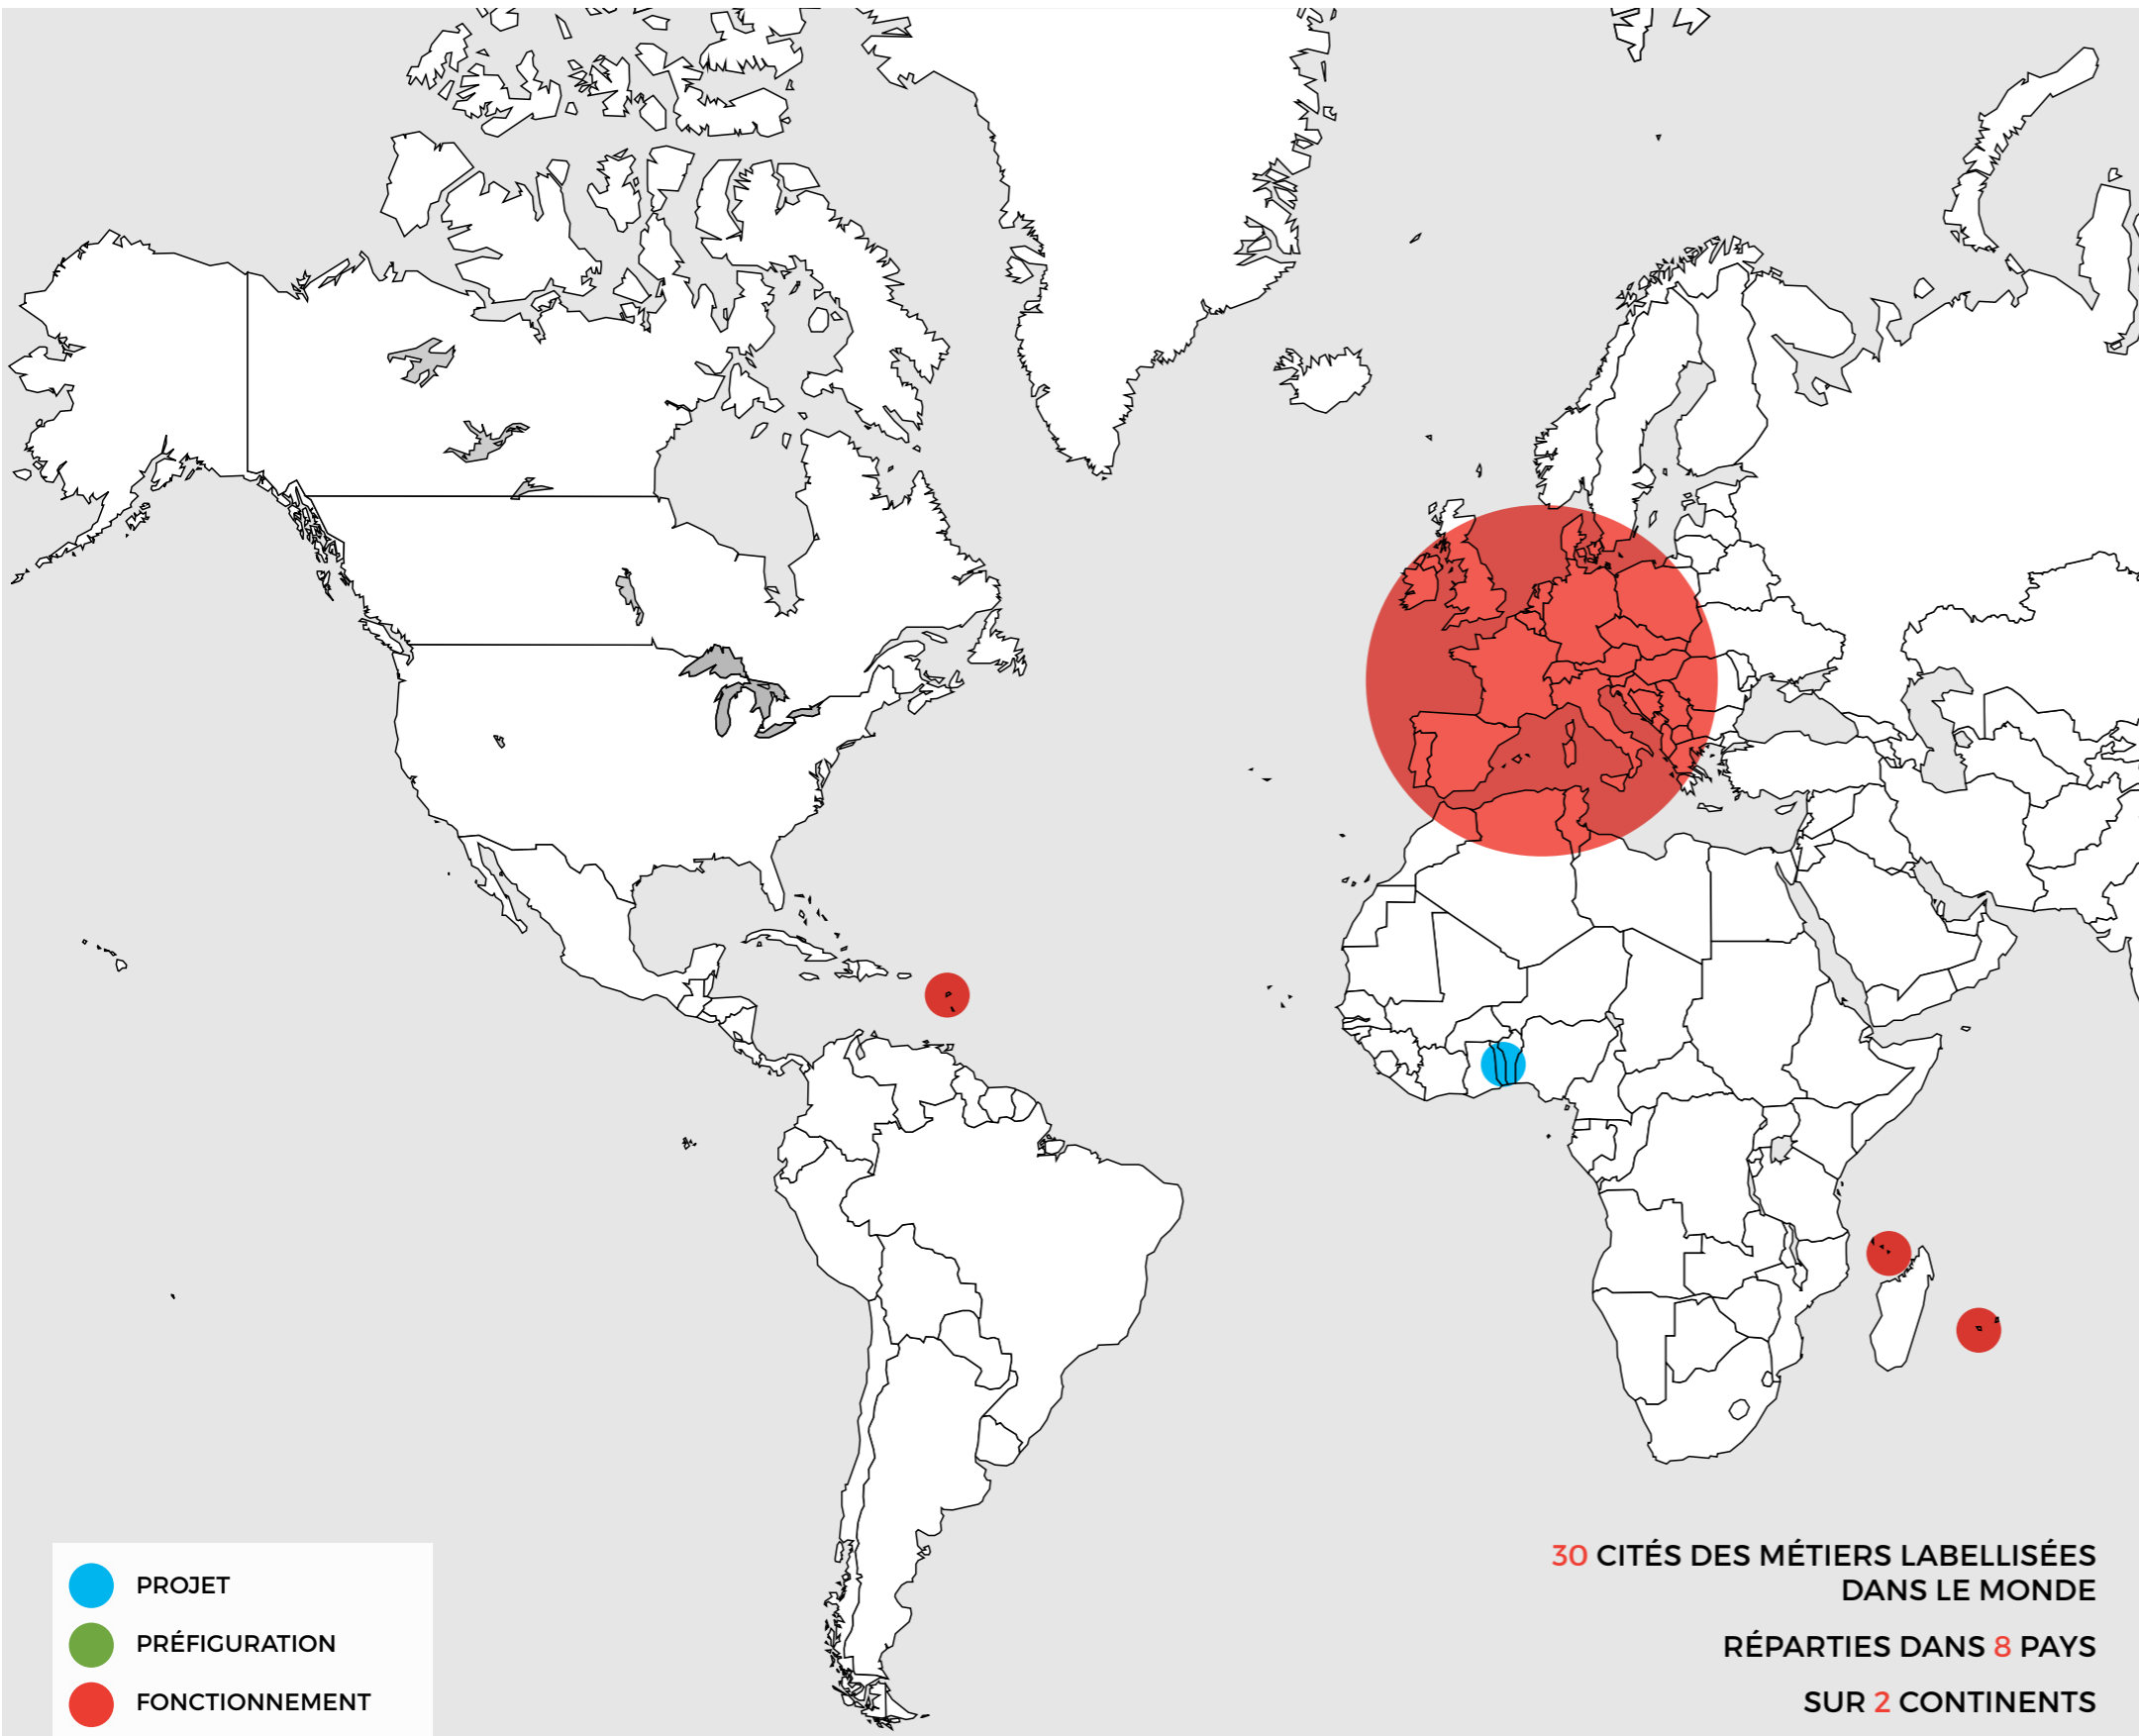 PROJET
PRÉFIGURATION
FONCTIONNEMENT
30 CITÉS DES MÉTIERS LABELLISÉES
DANS LE MONDE
RÉPARTIES DANS 8 PAYS
SUR 2 CONTINENTS